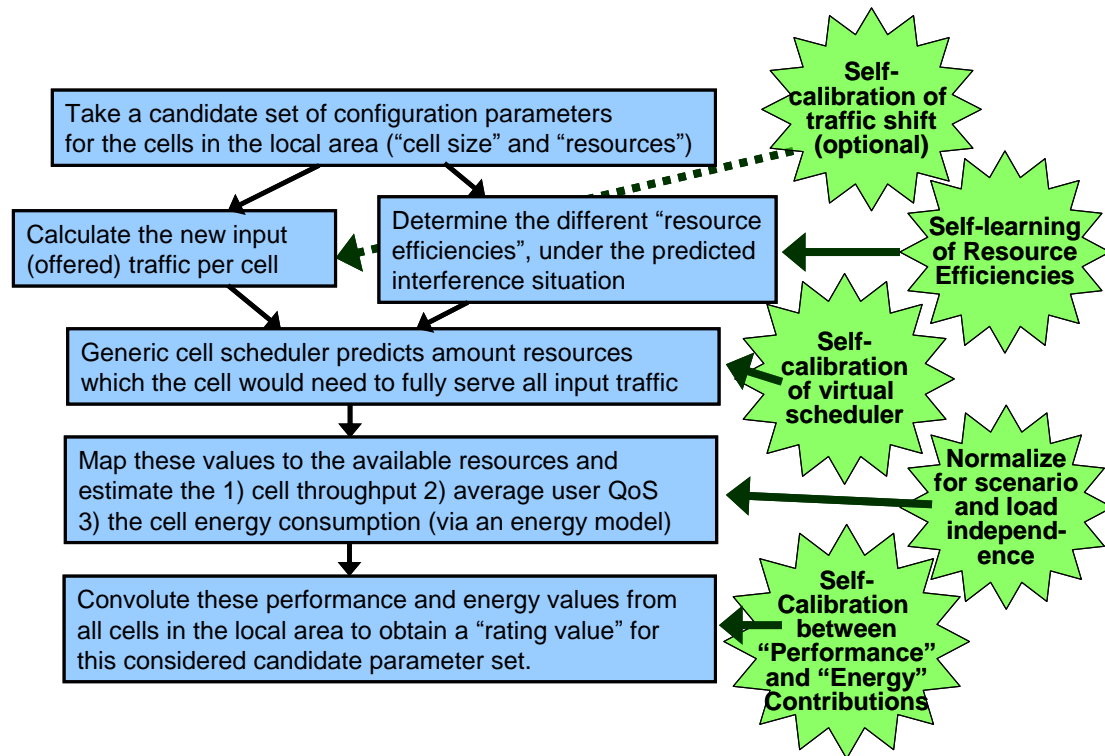 Self-
calibration of
traffic shift
(optional)
Take a candidate set of configuration parameters
for the cells in the local area (“cell size” and “resources”)
Calculate the new input
(offered) traffic per cell
Determine the different “resource
efficiencies”, under the predicted
interference situation
Self-learning
of Resource
Efficiencies
Generic cell scheduler predicts amount resources
which the cell would need to fully serve all input traffic
Self-
calibration
of virtual
scheduler
Map these values to the available resources and
estimate the 1) cell throughput 2) average user QoS
3) the cell energy consumption (via an energy model)
Normalize
for scenario
and load
independ-
ence
Convolute these performance and energy values from
all cells in the local area to obtain a “rating value” for
this considered candidate parameter set.
Self-
Calibration
between
“Performance”
and “Energy”
Contributions